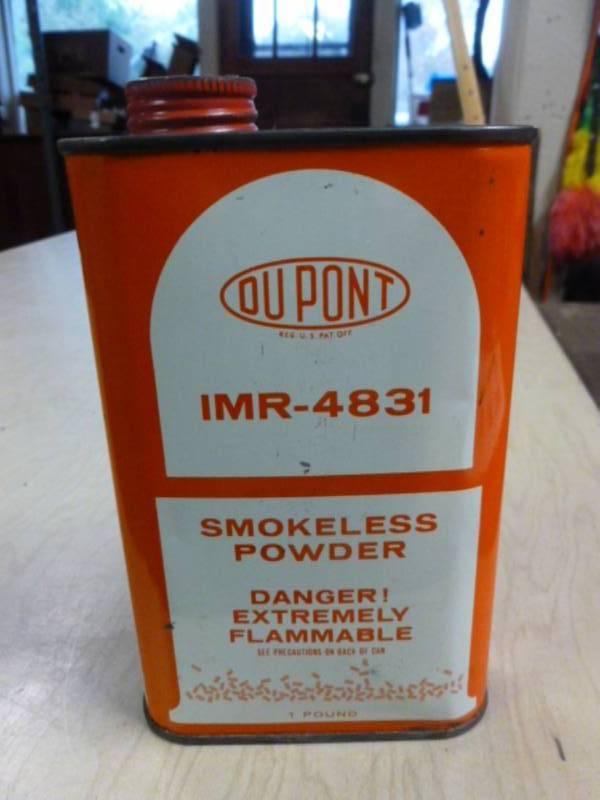 DU PONT
REG. U. S. PAT. OFF.
IMR-4831
SMOKELESS
POWDER
DANGER!
EXTREMELY
FLAMMABLE
SEE PRECAUTIONS ON BACK OF CAN
1 POUND